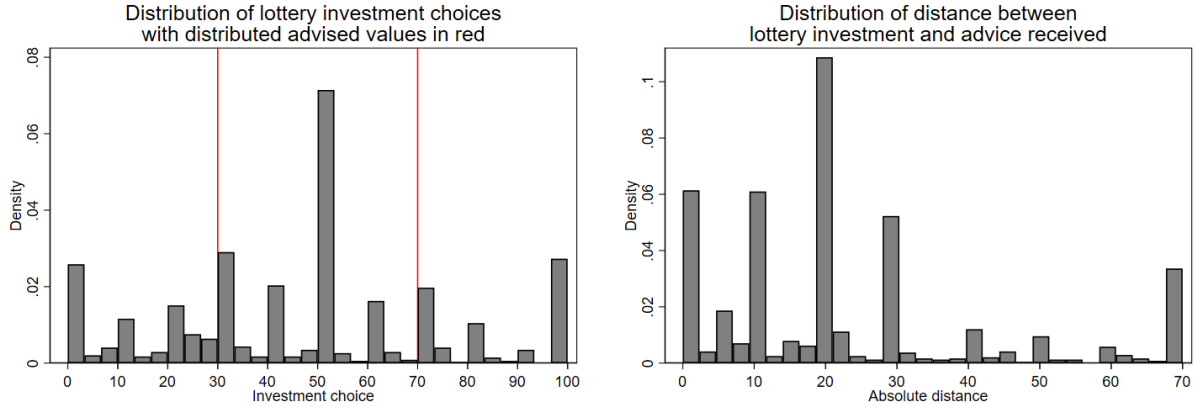 Distribution of lottery investment choices
with distributed advised values in red
Density
0
.02
.04
.06
.08
0 10 20 30 40 50 60 70 80 90 100
Investment choice
Distribution of distance between
lottery investment and advice received
Density
0
.02
.04
.06
.08
.1
0 10 20 30 40 50 60 70
Absolute distance